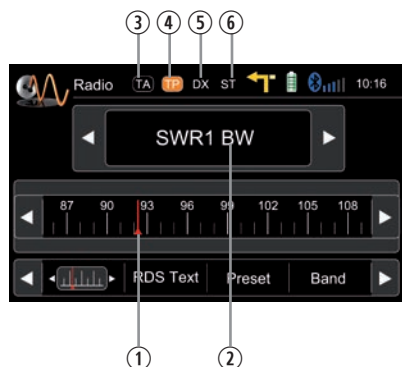 ③ ④ ⑤ ⑥
Radio TA TP DX ST 10:16
SWR1 BW
87 90 93 96 99 102 105 108
RDS Text Preset Band
① ②